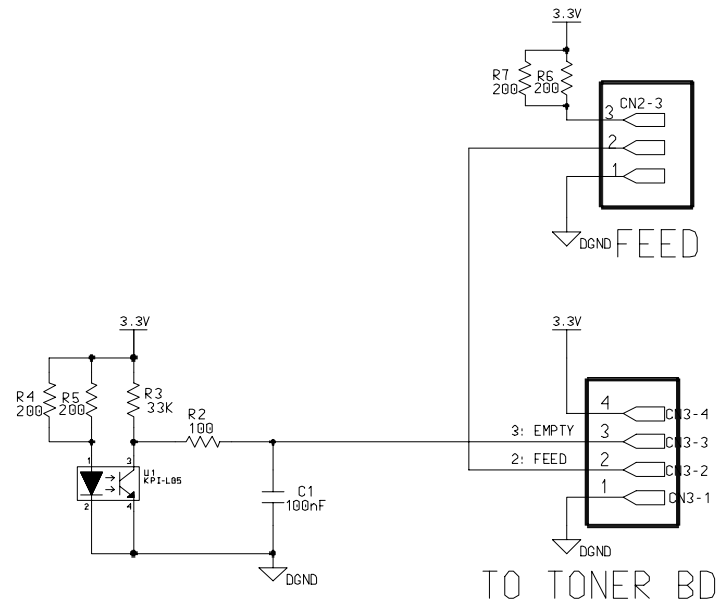 3.3V
R7
200
R6
200
CN2-3
3
2
1
DGND
FEED
3.3V
3.3V
R4
200
R5
200
R3
33K
R2
100
4
CN3-4
3: EMPTY
3
CN3-3
2: FEED
2
CN3-2
1
CN3-1
1
3
U1
KPI-L05
2
4
C1
100nF
DGND
DGND
TO TONER BD